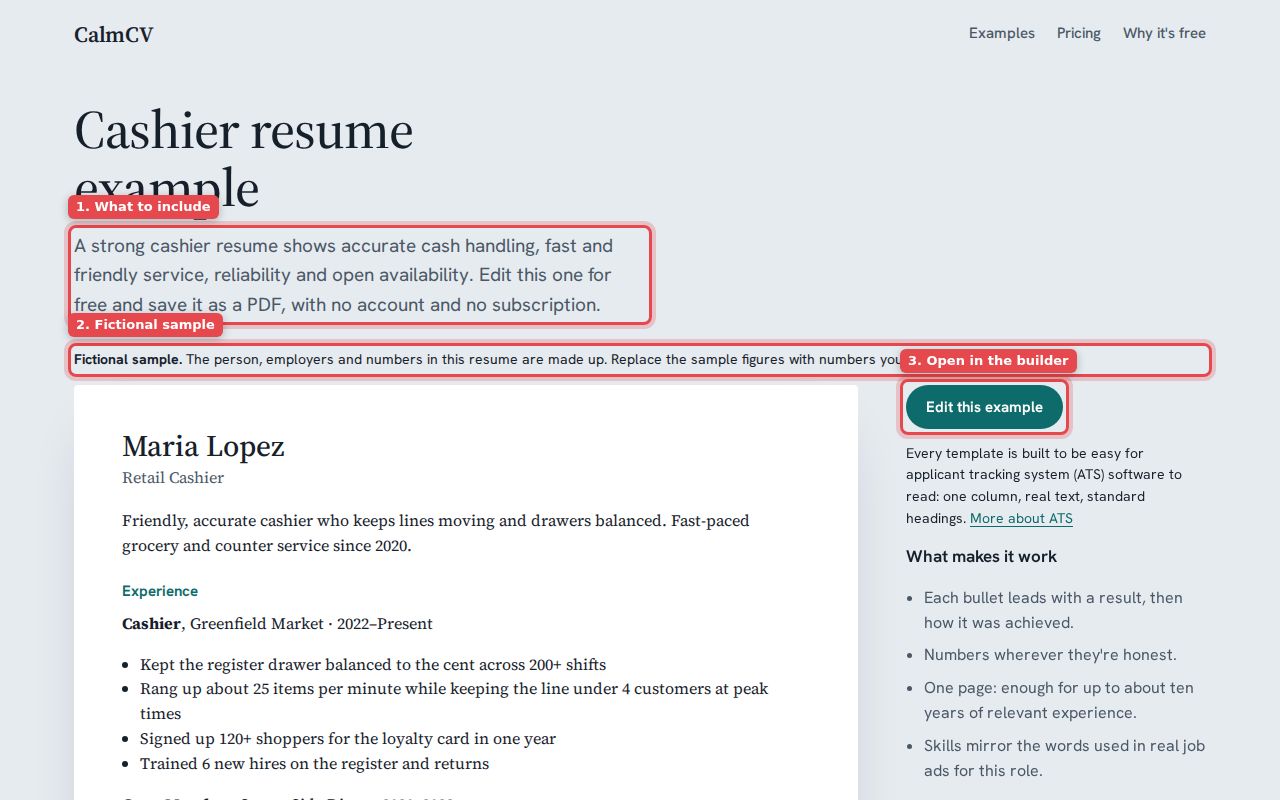 CalmCV
Examples Pricing Why it's free
Cashier resume
example
1. What to include
A strong cashier resume shows accurate cash handling, fast and
friendly service, reliability and open availability. Edit this one for
free and save it as a PDF, with no account and no subscription.
2. Fictional sample
Fictional sample. The person, employers and numbers in this resume are made up. Replace the sample figures with numbers
3. Open in the builder
Edit this example
Maria Lopez
Retail Cashier
Friendly, accurate cashier who keeps lines moving and drawers balanced. Fast-paced
grocery and counter service since 2020.
Experience
Cashier, Greenfield Market · 2022–Present
Kept the register drawer balanced to the cent across 200+ shifts
Rang up about 25 items per minute while keeping the line under 4 customers at peak
times
Signed up 120+ shoppers for the loyalty card in one year
Trained 6 new hires on the register and returns
Every template is built to be easy for
applicant tracking system (ATS) software to
read: one column, real text, standard
headings. More about ATS
What makes it work
Each bullet leads with a result, then
how it was achieved.
Numbers wherever they're honest.
One page: enough for up to about ten
years of relevant experience.
Skills mirror the words used in real job
ads for this role.